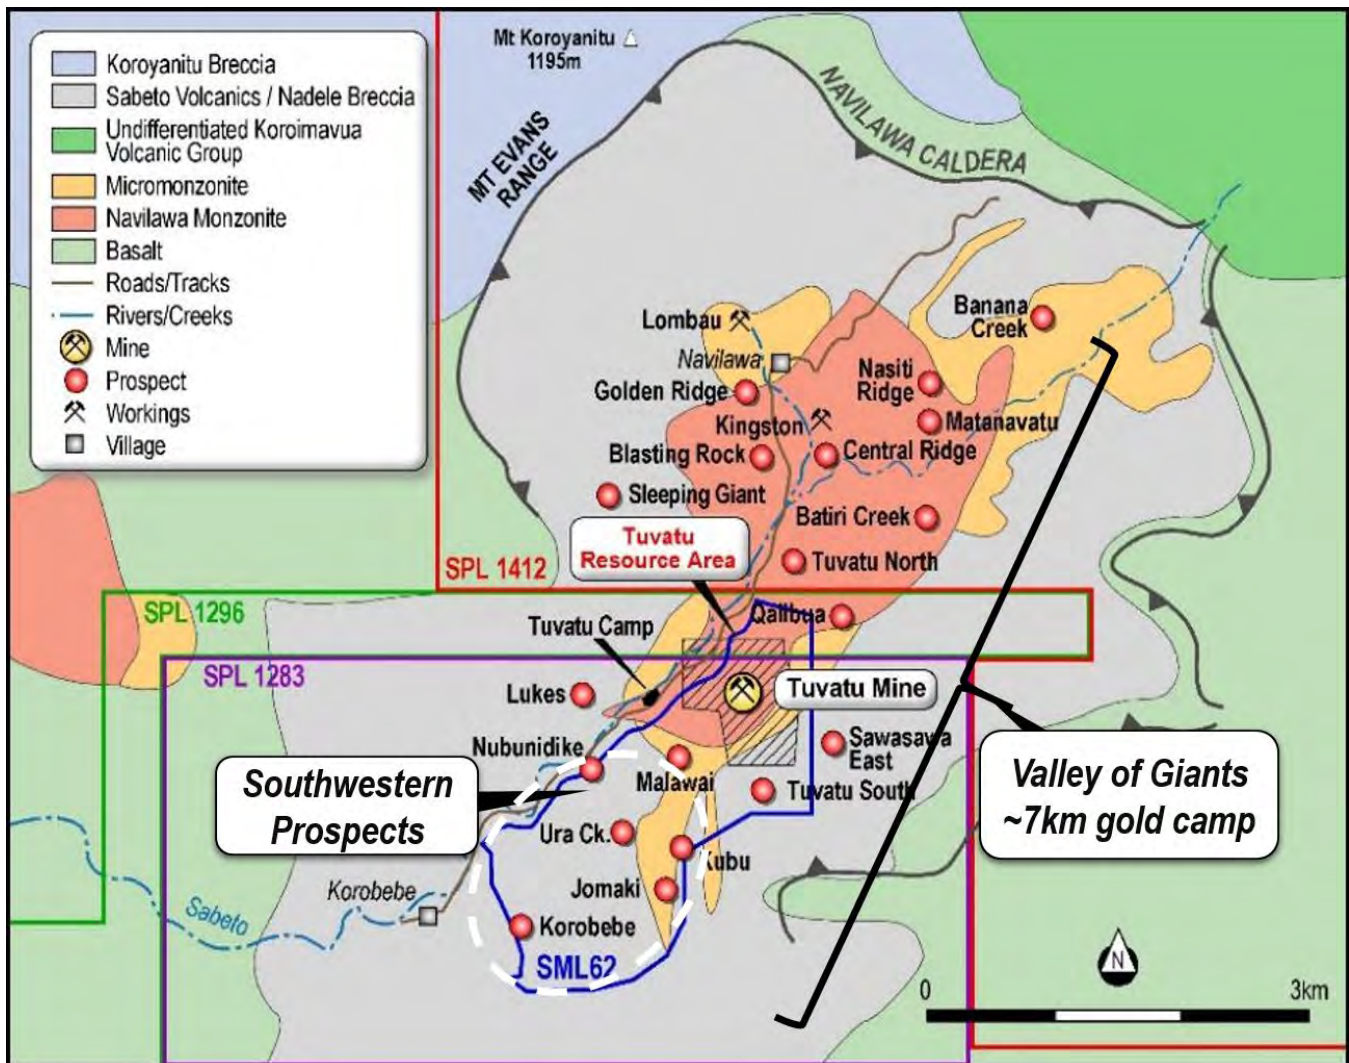 Koroyanitu Breccia
Sabeto Volcanics / Nadele Breccia
Undifferentiated Koroimavua
Volcanic Group
Micromonzonite
Navilawa Monzonite
Basalt
Roads/Tracks
Rivers/Creeks
Mine
Prospect
Workings
Village
Mt Koroyanitu
1195m
MT EVANS
RANGE
NAVILAWA CALDERA
Lombau
Navilawa
Golden Ridge
Kingston
Blasting Rock
Sleeping Giant
Banana
Creek
Nasiti
Ridge
Matanavatu
Central Ridge
Batiri Creek
Tuvatu North
Tuvatu
Resource Area
SPL 1412
SPL 1296
SPL 1283
Qalibua
Tuvatu Camp
Lukes
Tuvatu Mine
Nubunidike
Malawai
Sawasawa
East
Tuvatu South
Southwestern
Prospects
Valley of Giants
~7km gold camp
Ura Ck.
Kubu
Jomaki
Korobebe
Sabeto
Korobebe
SML62
N
0
3km